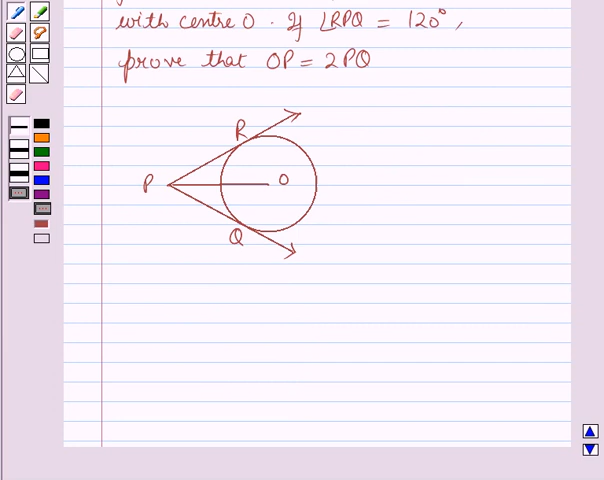 with centre O. If ∠RPQ = 120°,
prove that OP = 2PQ
R
P
O
Q